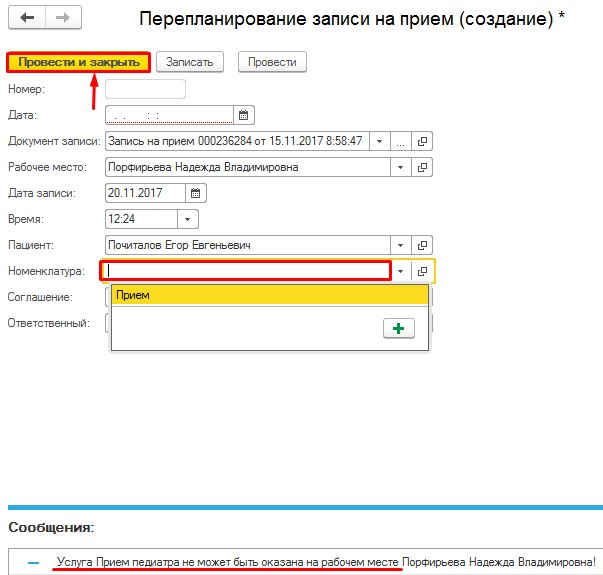 Перепланирование записи на прием (создание) *
Провести и закрыть Записать Провести
Номер:
Дата: . . : :
Документ записи: Запись на прием 000236284 от 15.11.2017 8:58:47 ...
Рабочее место: Порфирьева Надежда Владимировна
Дата записи: 20.11.2017
Время: 12:24
Пациент: Почиталов Егор Евгеньевич
Номенклатура:
Соглашение: Прием
Ответственный:
Сообщения:
Услуга Прием педиатра не может быть оказана на рабочем месте Порфирьева Надежда Владимировна!